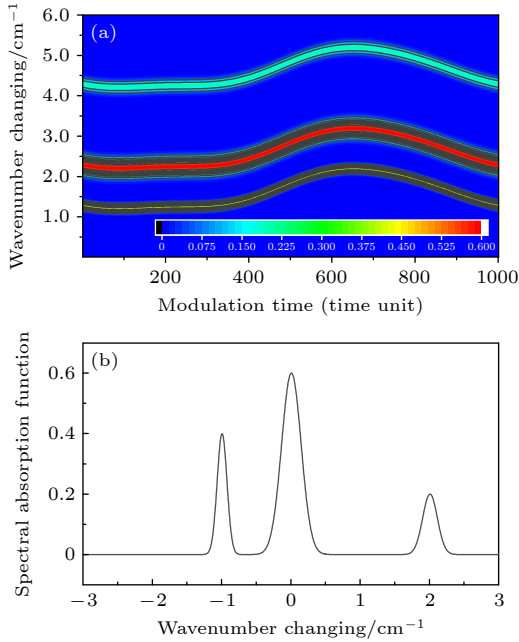 6.0
(a)
5.0
4.0
3.0
2.0
1.0
Wavenumber changing/cm⁻¹
0 0.075 0.150 0.225 0.300 0.375 0.450 0.525 0.600
200 400 600 800 1000
Modulation time (time unit)
(b)
0.6
0.4
0.2
0
Spectral absorption function
−3 −2 −1 0 1 2 3
Wavenumber changing/cm⁻¹